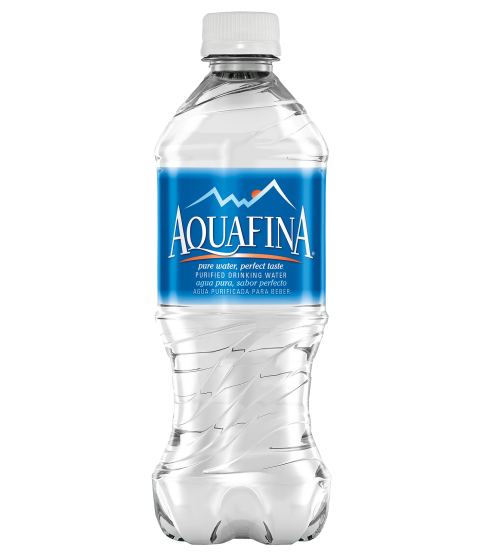 AQUAFINA®
pure water, perfect taste
PURIFIED DRINKING WATER
agua pura, sabor perfecto
AGUA PURIFICADA PARA BEBER